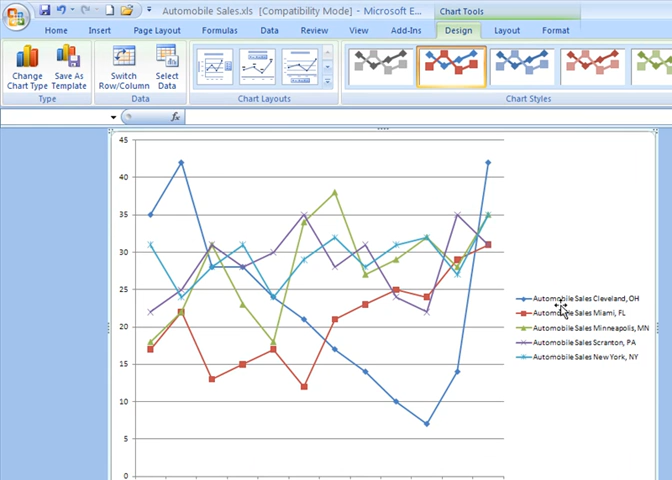 Automobile Sales.xls [Compatibility Mode] - Microsoft E...
Chart Tools
Home Insert Page Layout Formulas Data Review View Add-Ins Design Layout Format
Change Chart Type
Save As Template
Switch Row/Column
Select Data
Type Data Chart Layouts Chart Styles
fx
45
40
35
30
25
20
15
10
5
0
Automobile Sales Cleveland, OH
Automobile Sales Miami, FL
Automobile Sales Minneapolis, MN
Automobile Sales Scranton, PA
Automobile Sales New York, NY